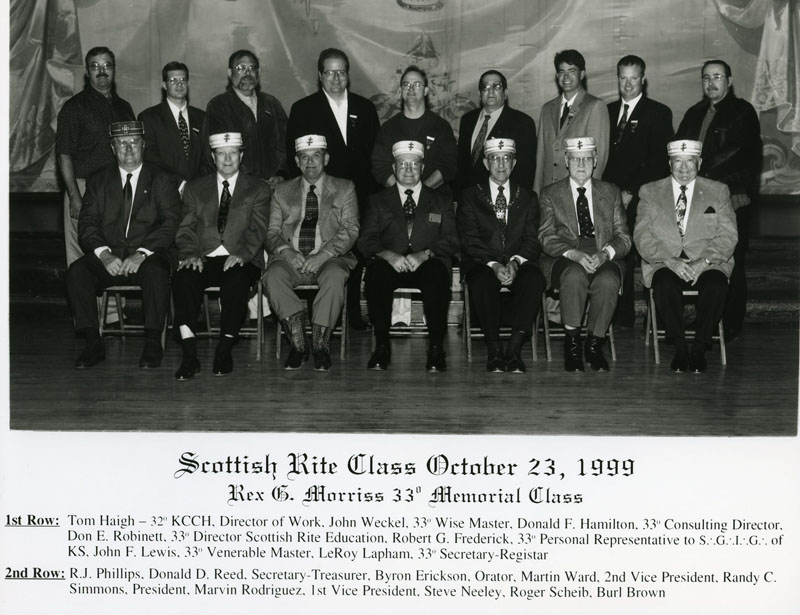 Scottish Rite Class October 23, 1999
Rex G. Morriss 33° Memorial Class
1st Row: Tom Haigh – 32° KCCH, Director of Work, John Weckel, 33° Wise Master, Donald F. Hamilton, 33° Consulting Director,
Don E. Robinett, 33° Director Scottish Rite Education, Robert G. Frederick, 33° Personal Representative to S∴G∴I∴G∴ of
KS, John F. Lewis, 33° Venerable Master, LeRoy Lapham, 33° Secretary-Registar
2nd Row: R.J. Phillips, Donald D. Reed, Secretary-Treasurer, Byron Erickson, Orator, Martin Ward, 2nd Vice President, Randy C.
Simmons, President, Marvin Rodriguez, 1st Vice President, Steve Neeley, Roger Scheib, Burl Brown